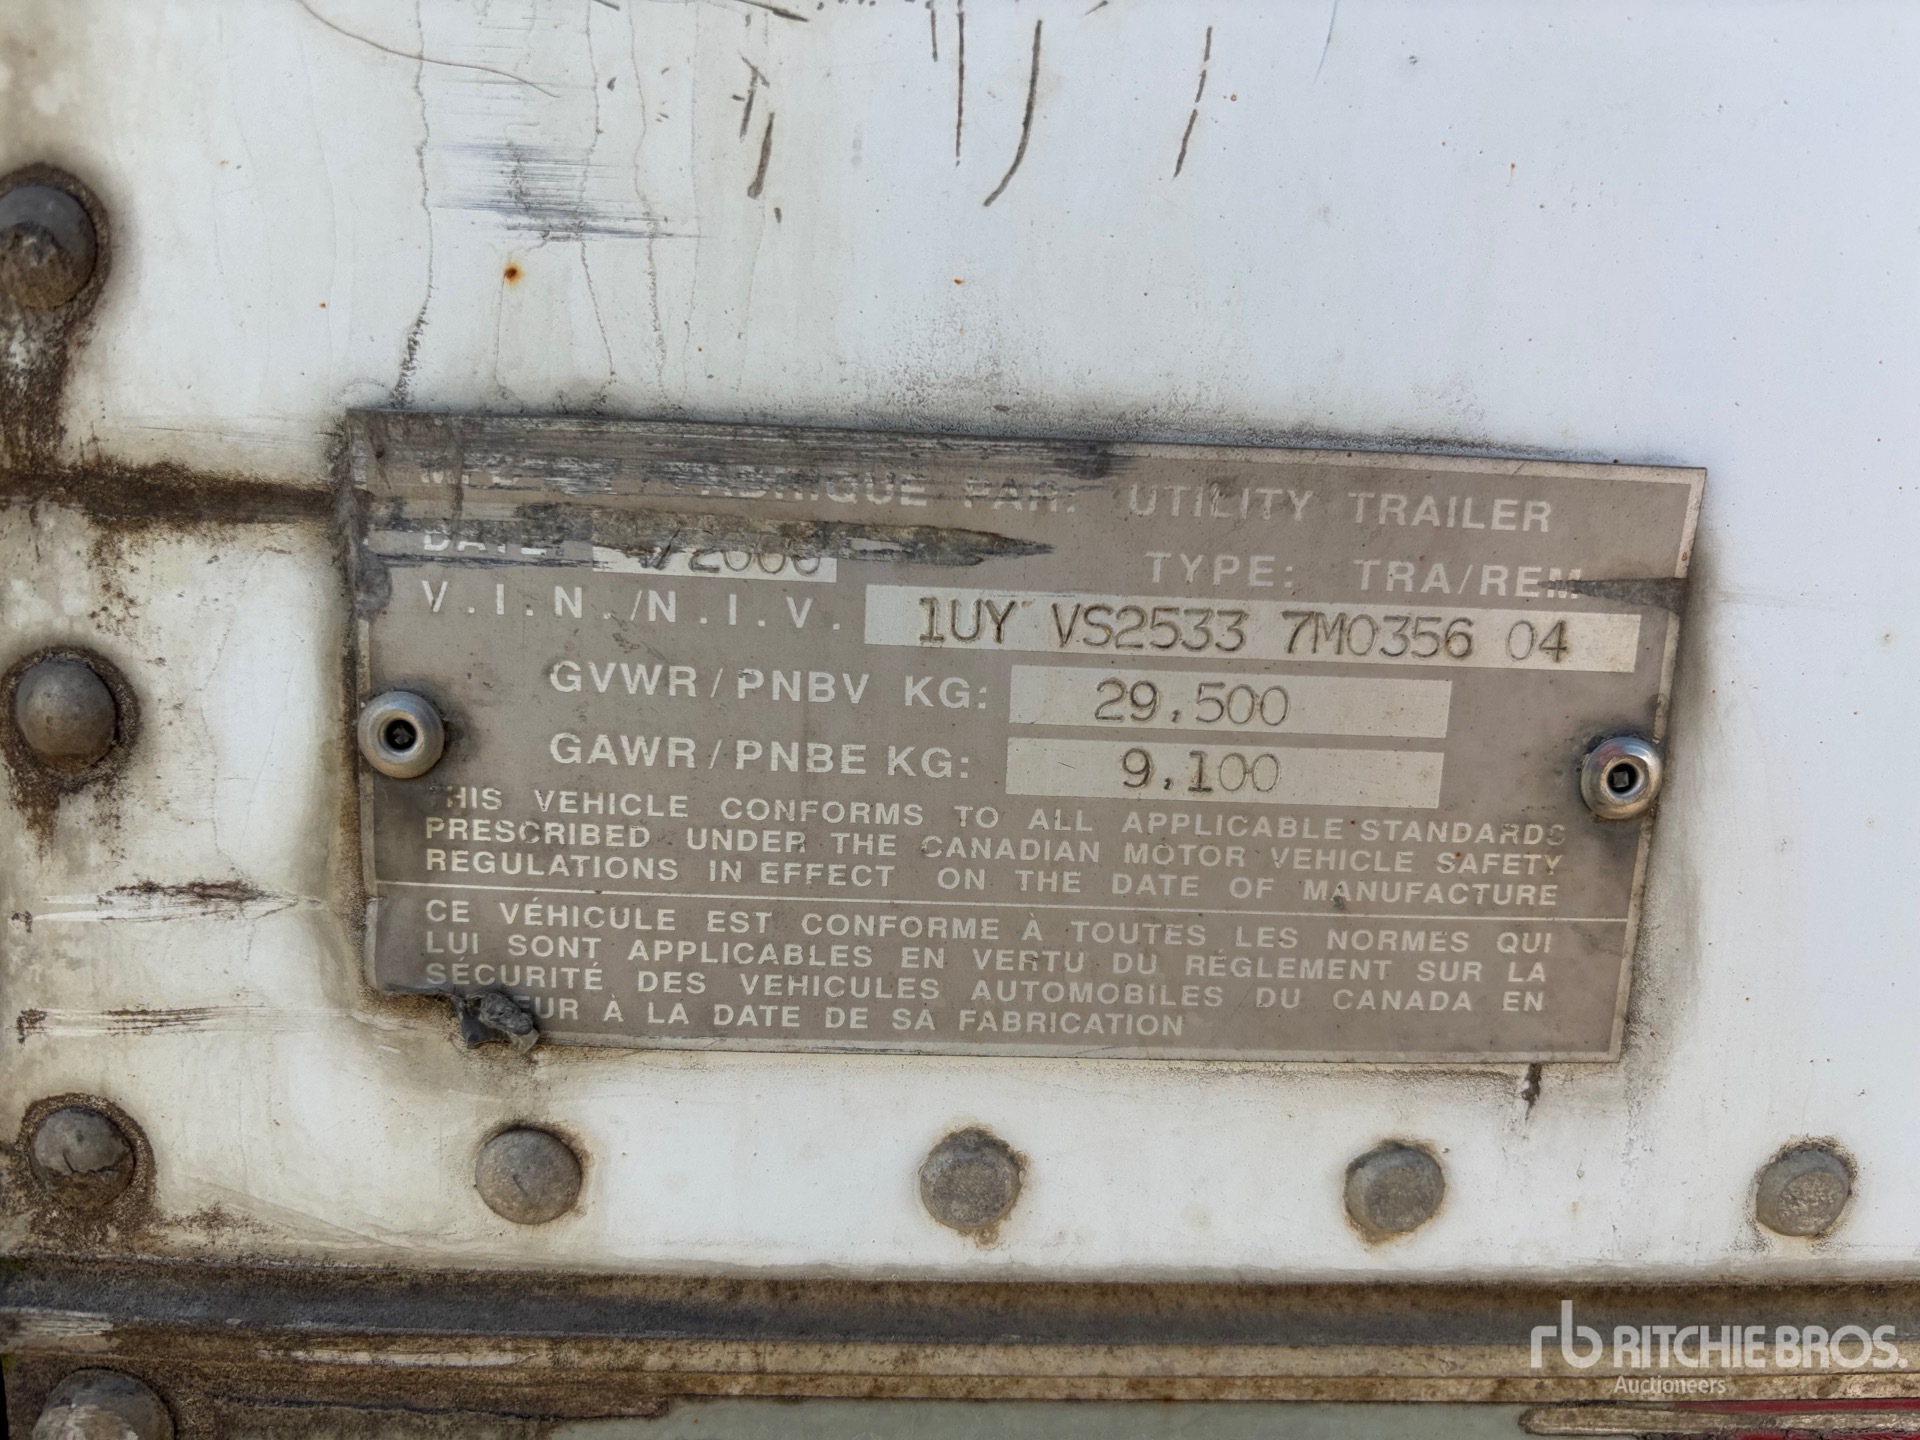 FABRIQUE PAR: UTILITY TRAILER
DATE
TYPE: TRA/REM
V.I.N./N.I.V. 1UY VS2533 7M0356 04
GVWR/PNBV KG: 29,500
GAWR/PNBE KG: 9,100
THIS VEHICLE CONFORMS TO ALL APPLICABLE STANDARDS
PRESCRIBED UNDER THE CANADIAN MOTOR VEHICLE SAFETY
REGULATIONS IN EFFECT ON THE DATE OF MANUFACTURE
CE VÉHICULE EST CONFORME À TOUTES LES NORMES QUI
LUI SONT APPLICABLES EN VERTU DU RÉGLEMENT SUR LA
SÉCURITÉ DES VEHICULES AUTOMOBILES DU CANADA EN
À LA DATE DE SA FABRICATION
rb RITCHIE BROS.
Auctioneers